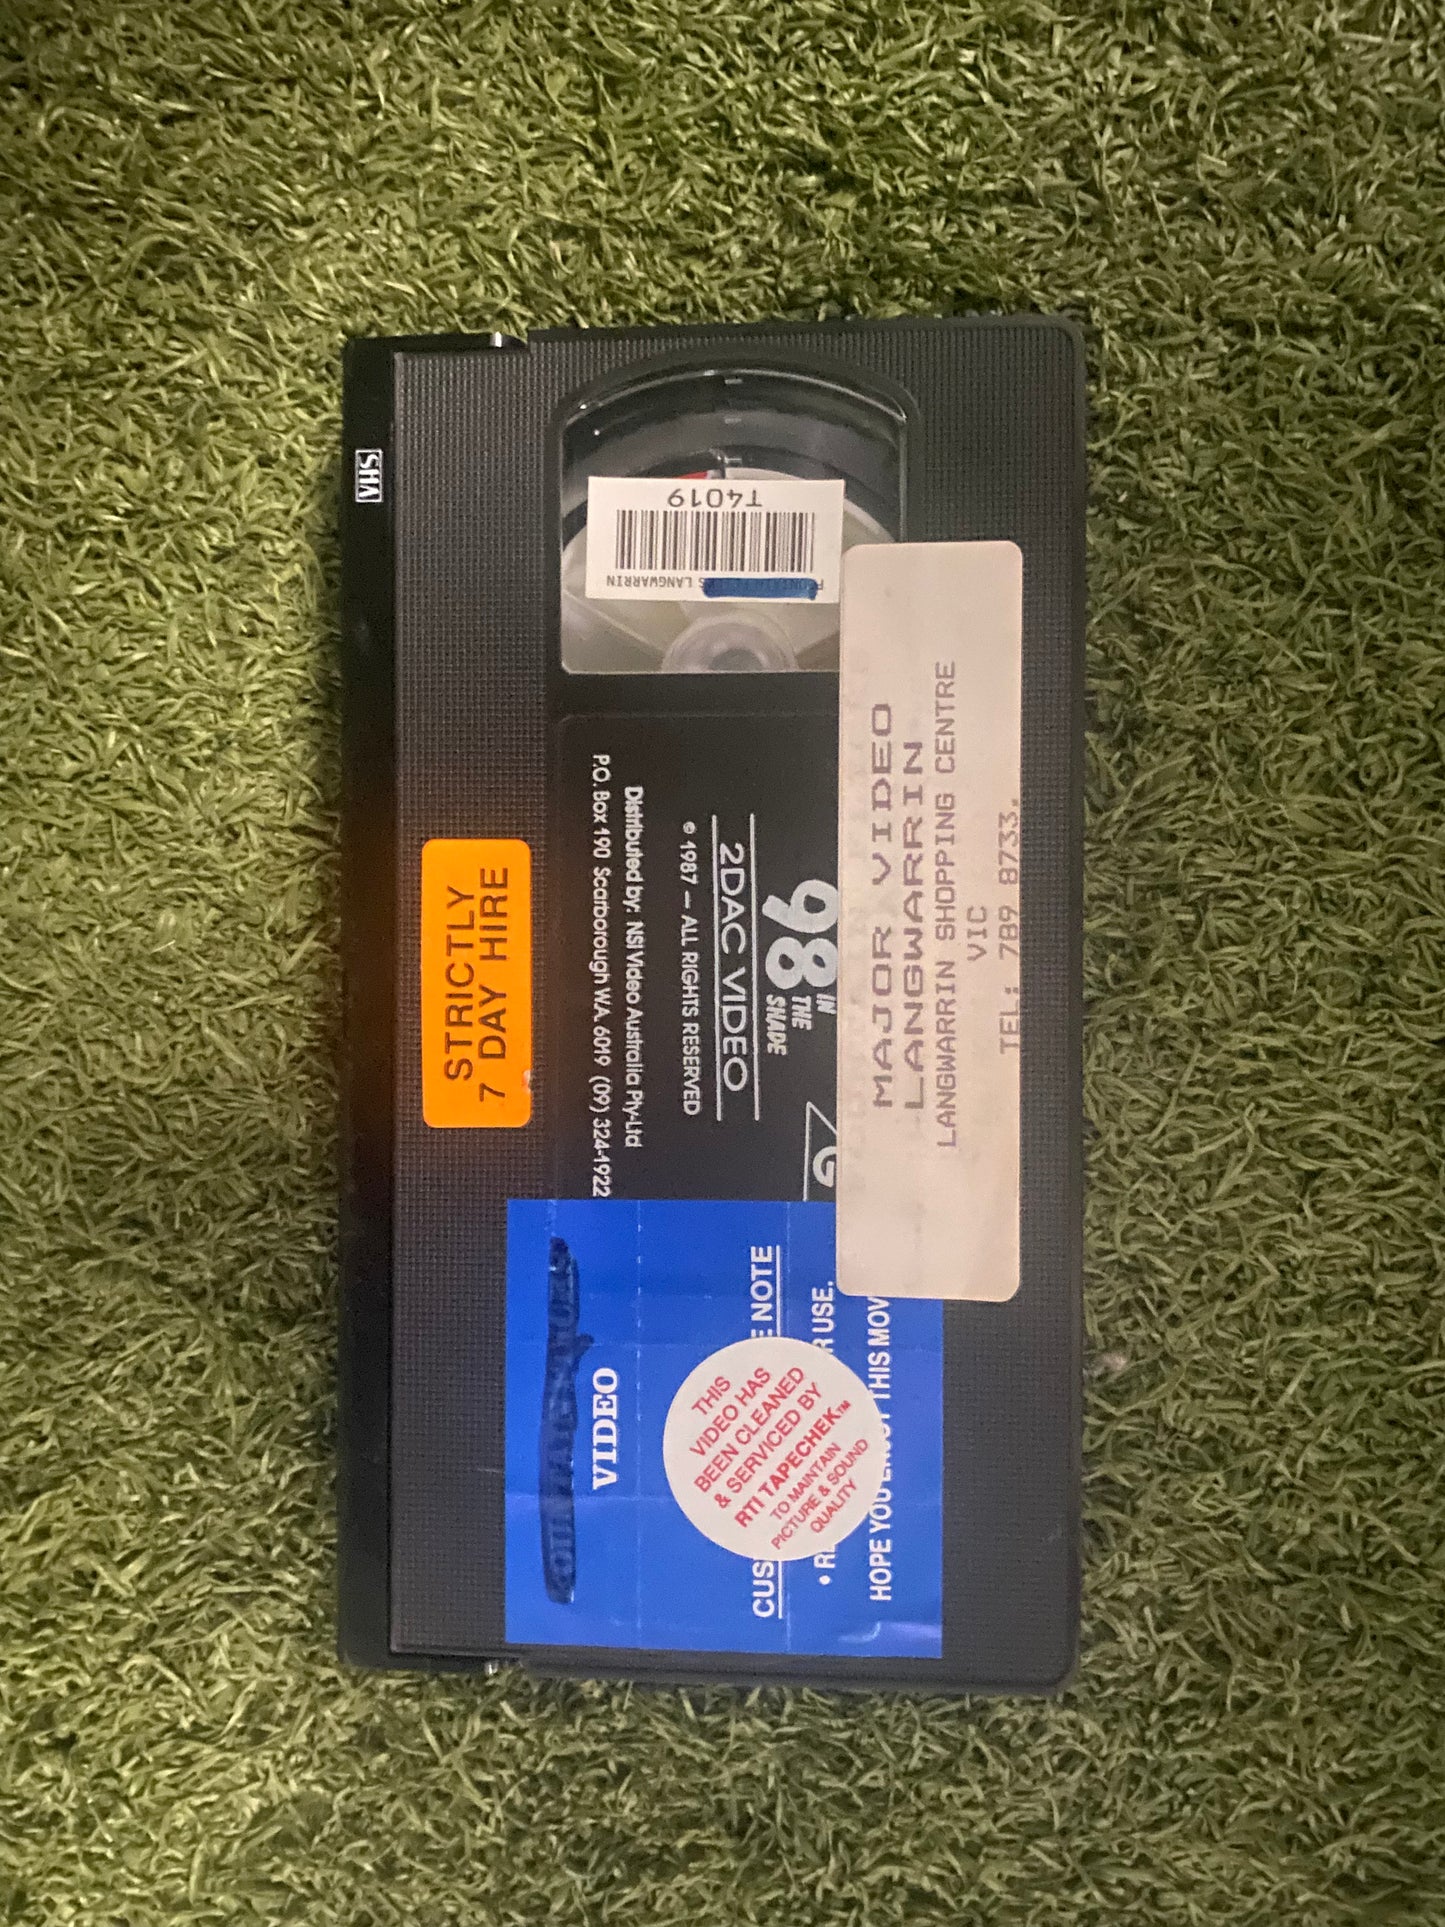 VHS
T4019
LANGWARRIN
MAJOR VIDEO
LANGWARRIN
LANGWARRIN SHOPPING CENTRE
VIC
TEL: 789 8733.
98
IN
THE
SHADE
G
2DAC VIDEO
© 1987 — ALL RIGHTS RESERVED
Distributed by: NSI Video Australia Pty-Ltd
P.O. Box 190 Scarborough W.A. 6019 (09) 324-1922
STRICTLY
7 DAY HIRE
VIDEO
CUS E NOTE
• R USE.
HOPE YOU THIS MOV
THIS
VIDEO HAS
BEEN CLEANED
& SERVICED BY
RTI TAPECHEK™
TO MAINTAIN
PICTURE & SOUND
QUALITY